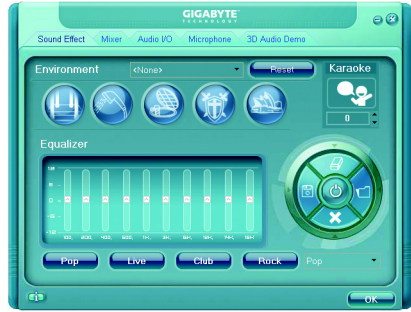 GIGABYTE
TECHNOLOGY
Sound Effect Mixer Audio I/O Microphone 3D Audio Demo
Environment <None> Reset Karaoke
0
Equalizer
Pop Live Club Rock Pop
OK